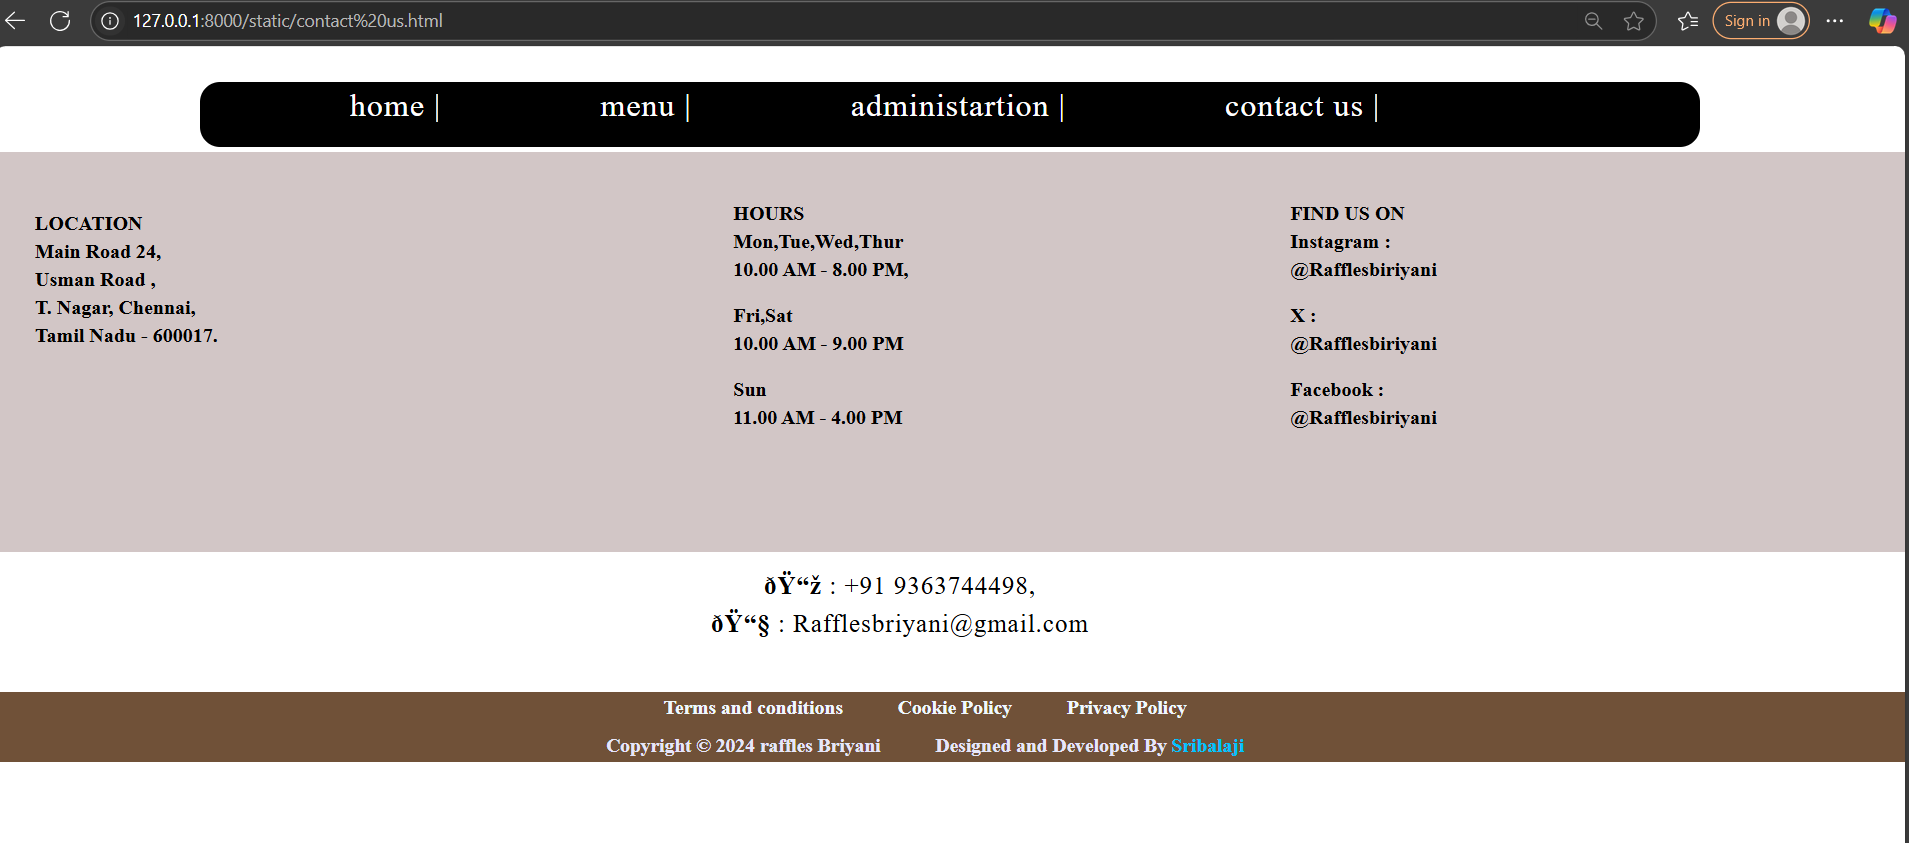 127.0.0.1:8000/static/contact%20us.html
Sign in
home |
menu |
administartion |
contact us |
LOCATION
Main Road 24,
Usman Road ,
T. Nagar, Chennai,
Tamil Nadu - 600017.
HOURS
Mon,Tue,Wed,Thur
10.00 AM - 8.00 PM,
Fri,Sat
10.00 AM - 9.00 PM
Sun
11.00 AM - 4.00 PM
FIND US ON
Instagram :
@Rafflesbiriyani
X :
@Rafflesbiriyani
Facebook :
@Rafflesbiriyani
ðŸ“ž : +91 9363744498,
ðŸ“§ : Rafflesbriyani@gmail.com
Terms and conditions Cookie Policy Privacy Policy
Copyright © 2024 raffles Briyani Designed and Developed By Sribalaji